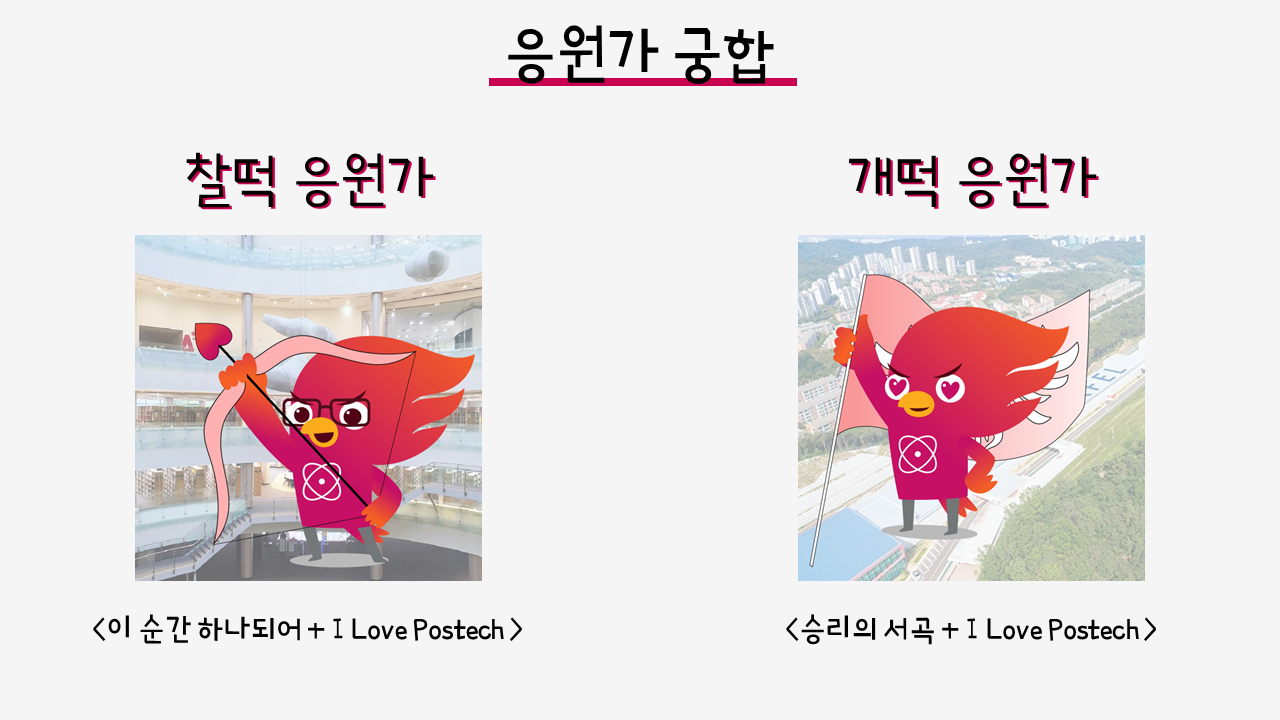 응원가 궁합
찰떡 응원가
개떡 응원가
<이 순간 하나되어 + I Love Postech>
<승리의 서곡 + I Love Postech>